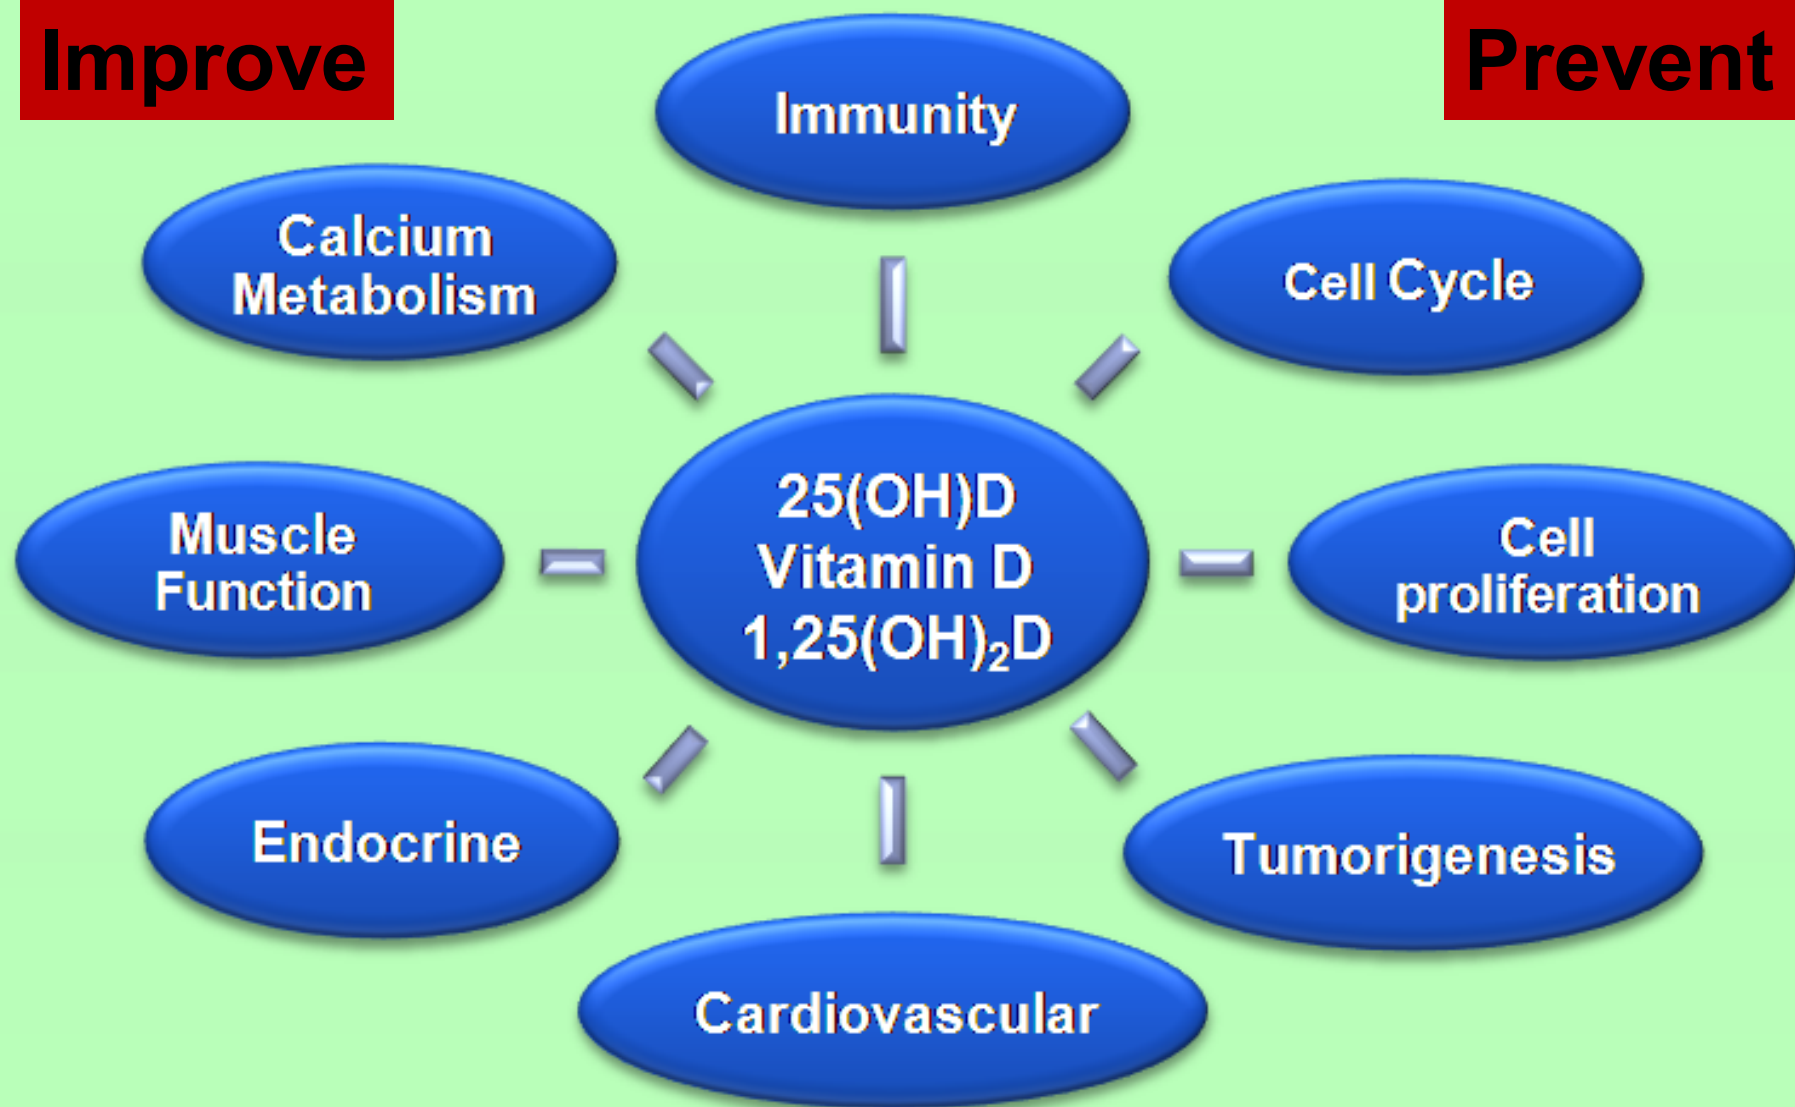 Improve
Prevent
Immunity
Calcium
Metabolism
Cell Cycle
Muscle
Function
25(OH)D
Vitamin D
1,25(OH)₂D
Cell
proliferation
Endocrine
Tumorigenesis
Cardiovascular